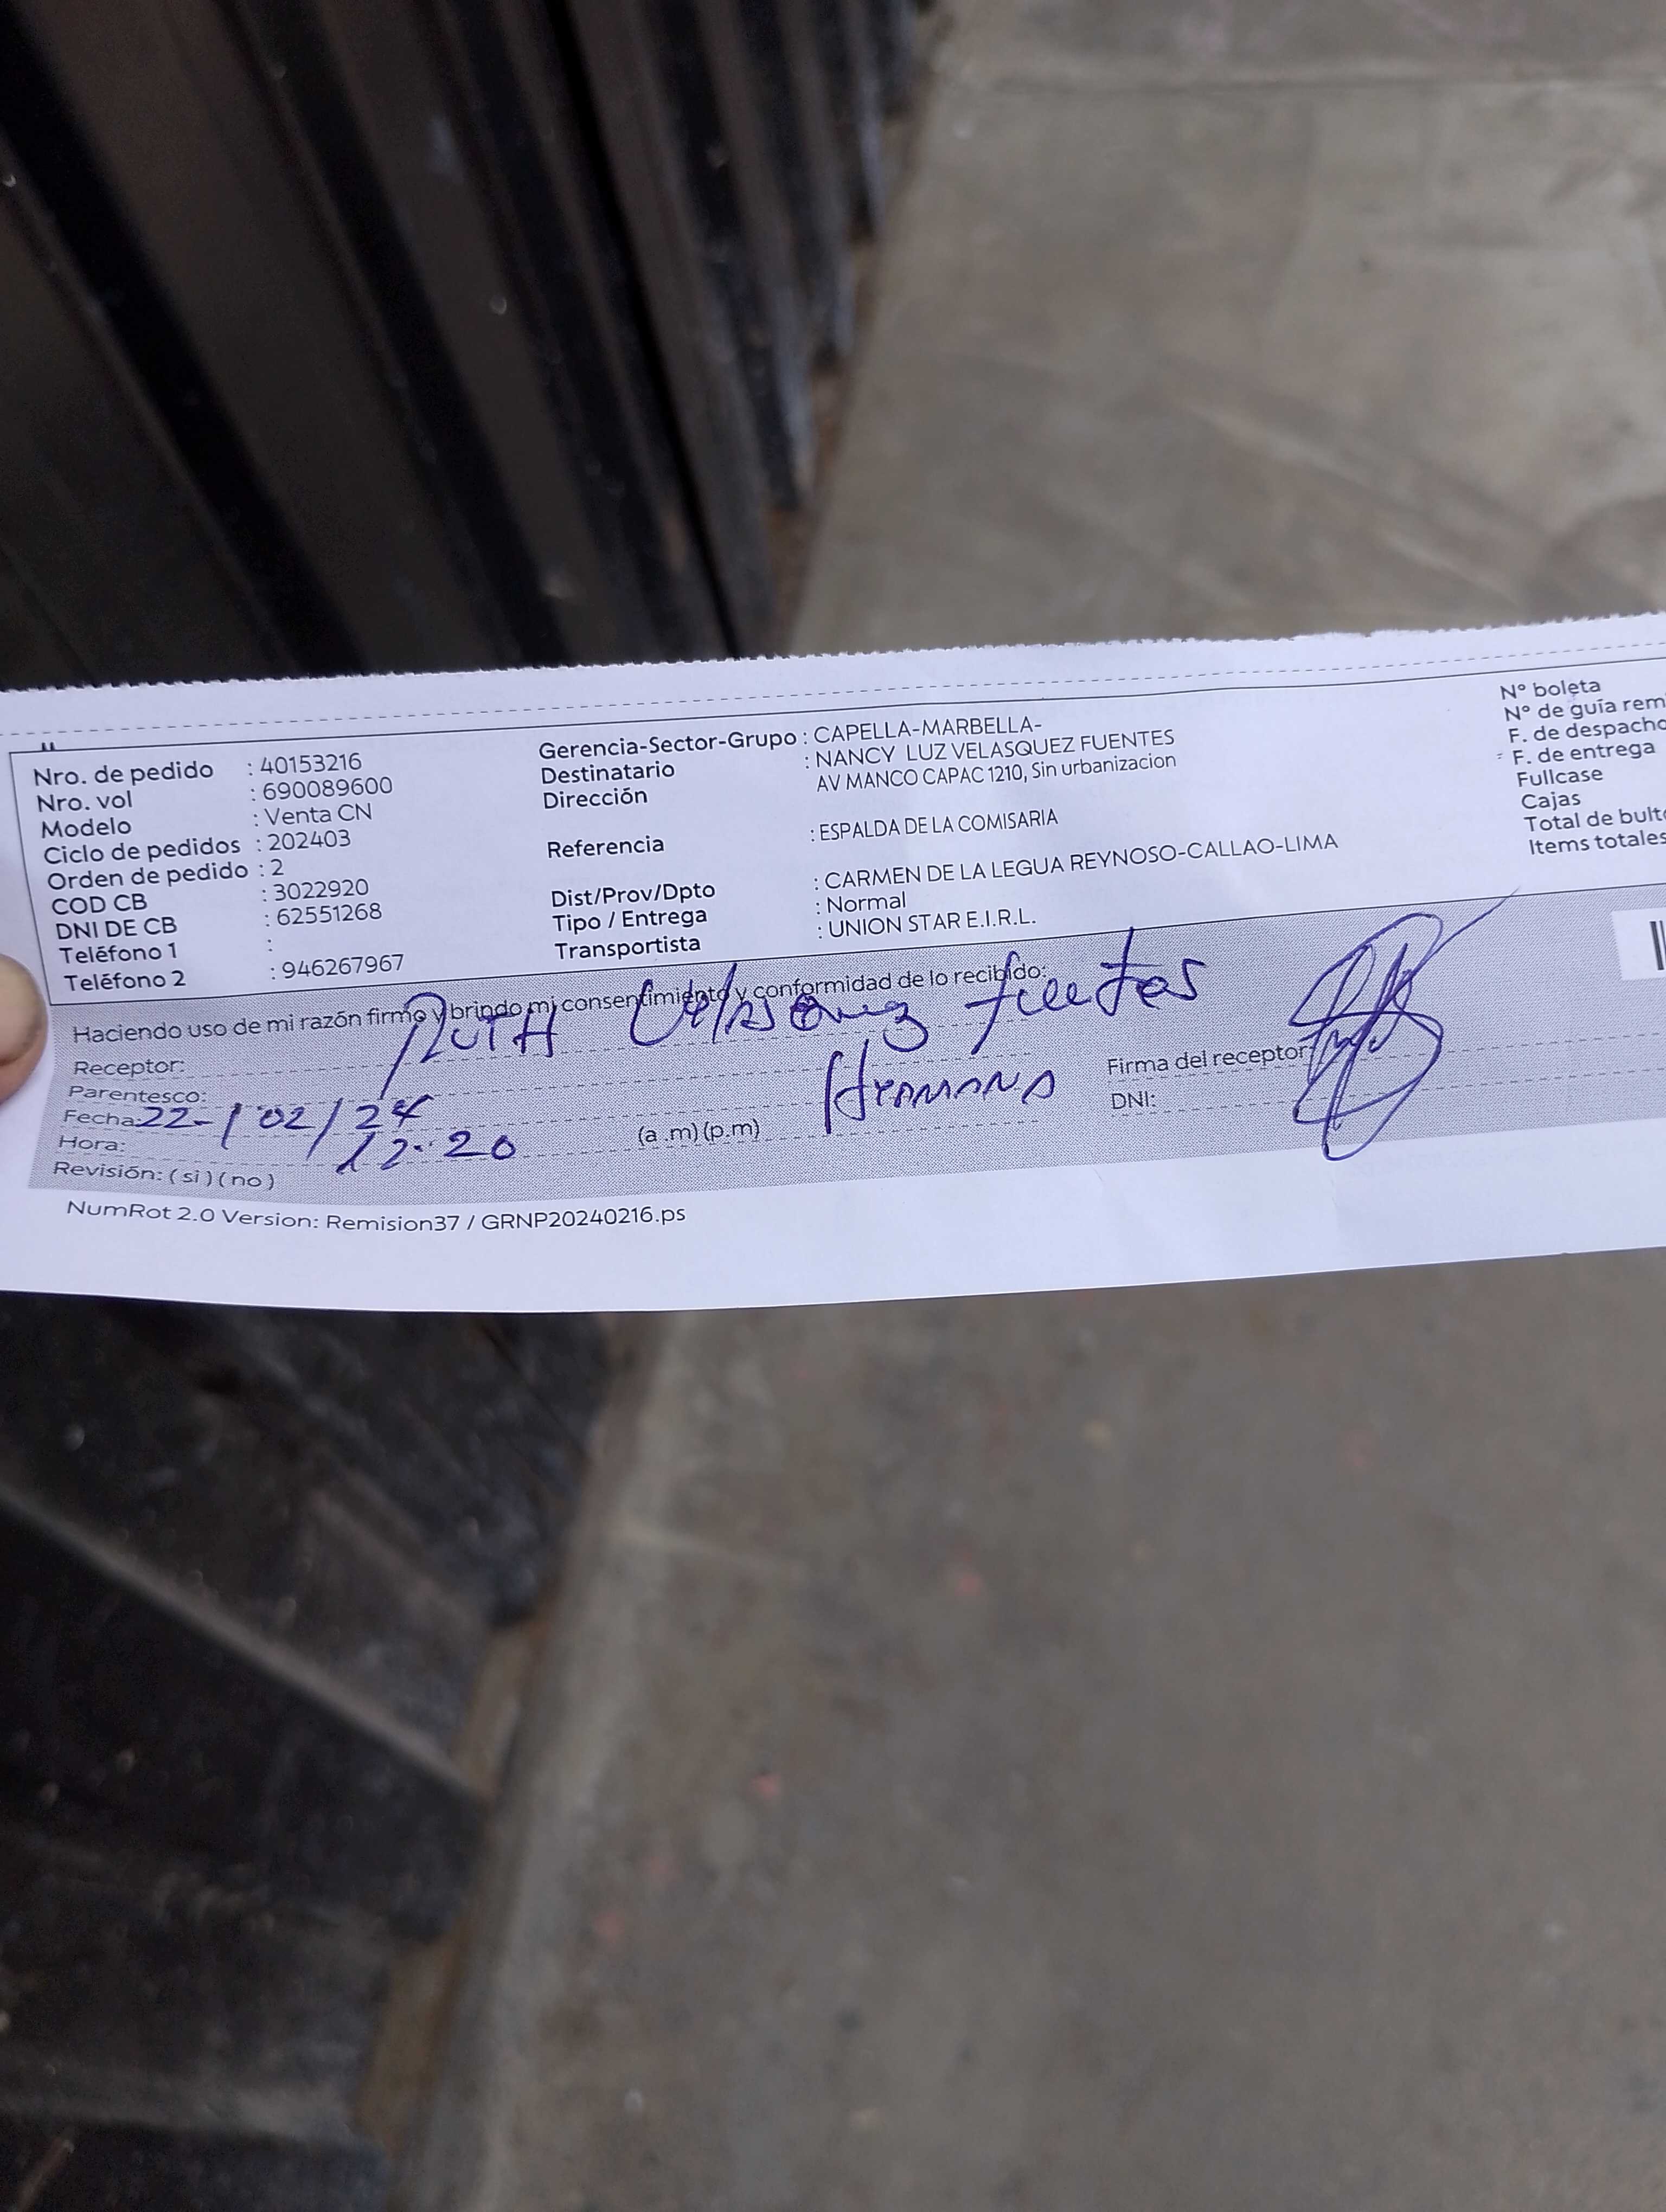 Nro. de pedido : 40153216
Nro. vol : 690089600
Modelo : Venta CN
Ciclo de pedidos : 202403
Orden de pedido : 2
COD CB : 3022920
DNI DE CB : 62551268
Teléfono 1 :
Teléfono 2 : 946267967
Gerencia-Sector-Grupo : CAPELLA-MARBELLA-
Destinatario : NANCY LUZ VELASQUEZ FUENTES
Dirección AV MANCO CAPAC 1210, Sin urbanizacion
Referencia : ESPALDA DE LA COMISARIA
Dist/Prov/Dpto : CARMEN DE LA LEGUA REYNOSO-CALLAO-LIMA
Tipo / Entrega : Normal
Transportista : UNION STAR E.I.R.L.
N° boleta
N° de guía rem
F. de despacho
F. de entrega
Fullcase
Cajas
Total de bulto
Items totales
Haciendo uso de mi razón firmo y brindo mi consentimiento y conformidad de lo recibido:
Receptor: RUTH Velasquez fuentes
Parentesco: Hermana
Fecha: 22-/02/24
Hora: 12:20 (a.m)(p.m)
Revisión: ( si ) ( no )
Firma del receptor:
DNI:
NumRot 2.0 Version: Remision37 / GRNP20240216.ps